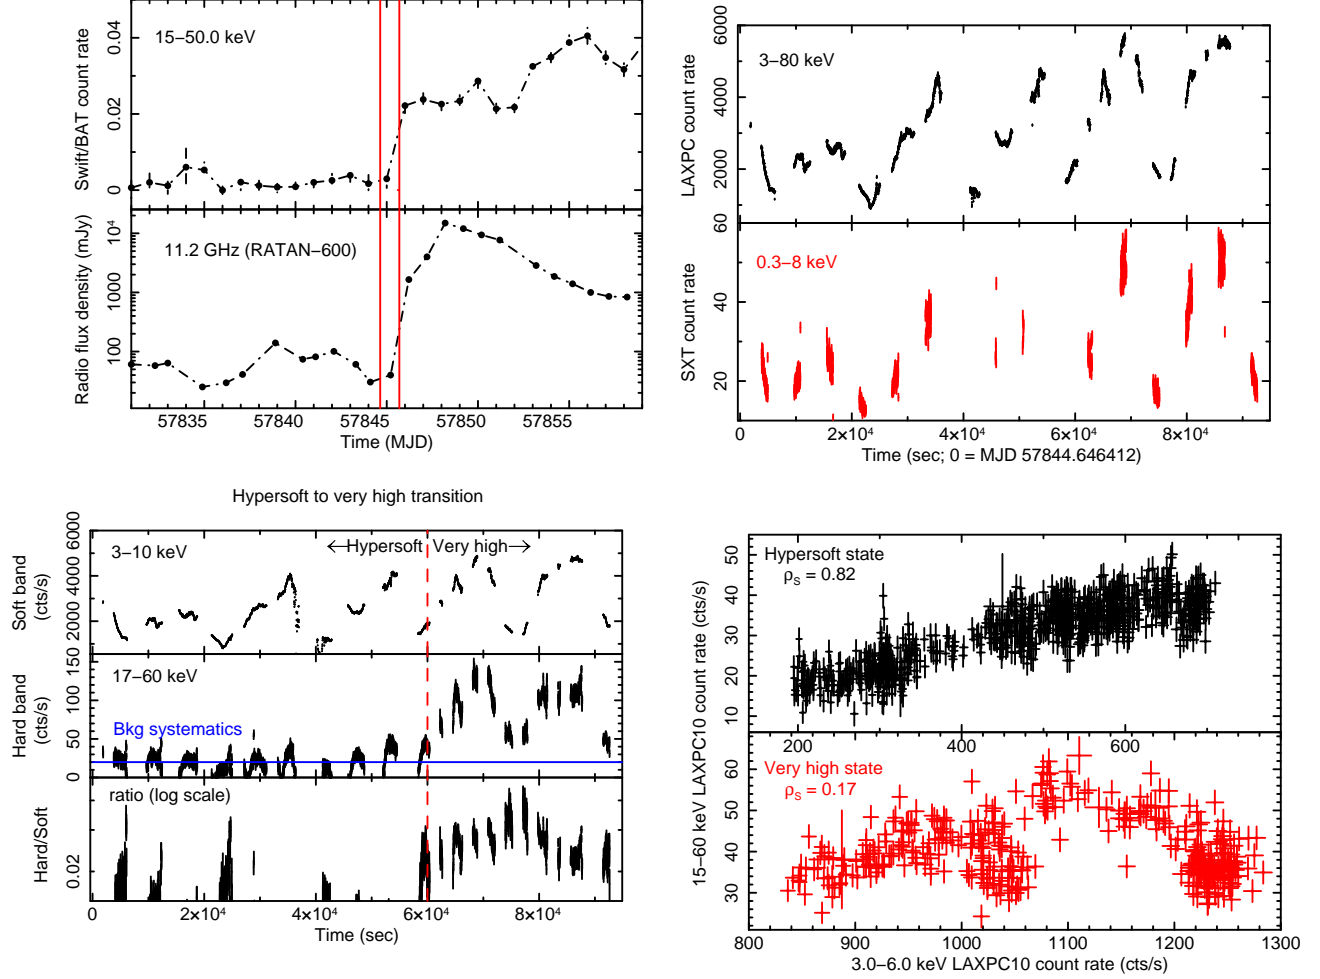 15–50.0 keV
Swift/BAT count rate
0 0.02 0.04
11.2 GHz (RATAN–600)
Radio flux density (mJy)
100 1000 10⁴
57835 57840 57845 57850 57855
Time (MJD)
3–80 keV
LAXPC count rate
2000 4000 6000
0.3–8 keV
SXT count rate
20 40 60
0 2×10⁴ 4×10⁴ 6×10⁴ 8×10⁴
Time (sec; 0 = MJD 57844.646412)
Hypersoft to very high transition
3–10 keV
←Hypersoft Very high→
Soft band
(cts/s)
2000 4000 6000
17–60 keV
Bkg systematics
Hard band
(cts/s)
0 50 100 150
ratio (log scale)
Hard/Soft
0.02
0 2×10⁴ 4×10⁴ 6×10⁴ 8×10⁴
Time (sec)
Hypersoft state
ρS = 0.82
10 20 30 40 50
200 400 600
Very high state
ρS = 0.17
15–60 keV LAXPC10 count rate (cts/s)
30 40 50 60
800 900 1000 1100 1200 1300
3.0–6.0 keV LAXPC10 count rate (cts/s)